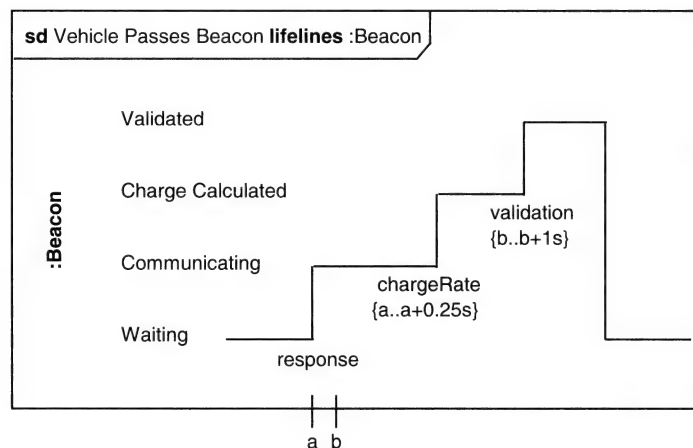 sd Vehicle Passes Beacon lifelines :Beacon
Validated
Charge Calculated
validation
{b..b+1s}
:Beacon
Communicating
chargeRate
{a..a+0.25s}
Waiting
response
a b